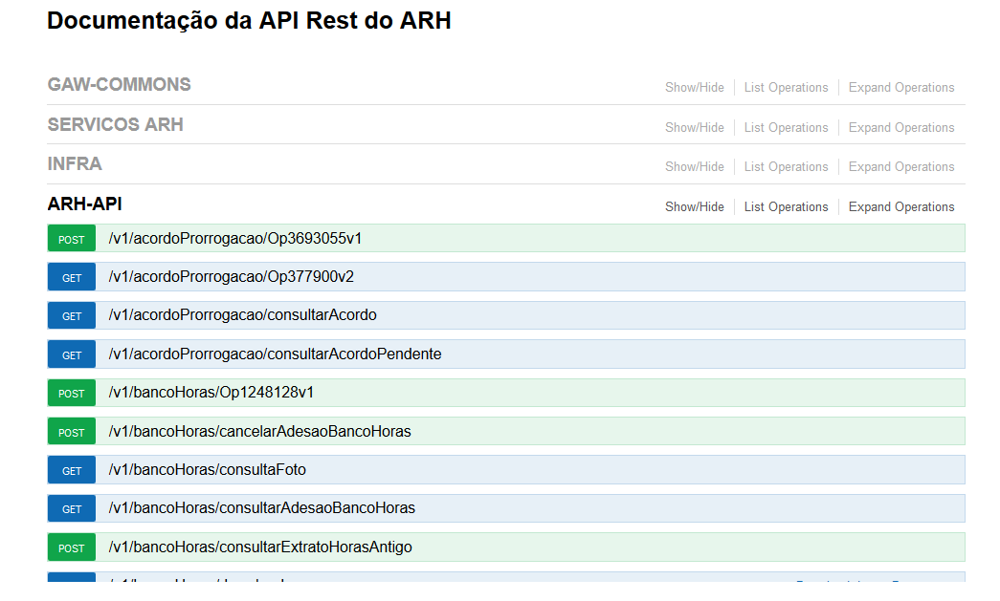 Documentação da API Rest do ARH
GAW-COMMONS Show/Hide List Operations Expand Operations
SERVICOS ARH Show/Hide List Operations Expand Operations
INFRA Show/Hide List Operations Expand Operations
ARH-API Show/Hide List Operations Expand Operations
POST /v1/acordoProrrogacao/Op3693055v1
GET /v1/acordoProrrogacao/Op377900v2
GET /v1/acordoProrrogacao/consultarAcordo
GET /v1/acordoProrrogacao/consultarAcordoPendente
POST /v1/bancoHoras/Op1248128v1
POST /v1/bancoHoras/cancelarAdesaoBancoHoras
GET /v1/bancoHoras/consultaFoto
GET /v1/bancoHoras/consultarAdesaoBancoHoras
POST /v1/bancoHoras/consultarExtratoHorasAntigo